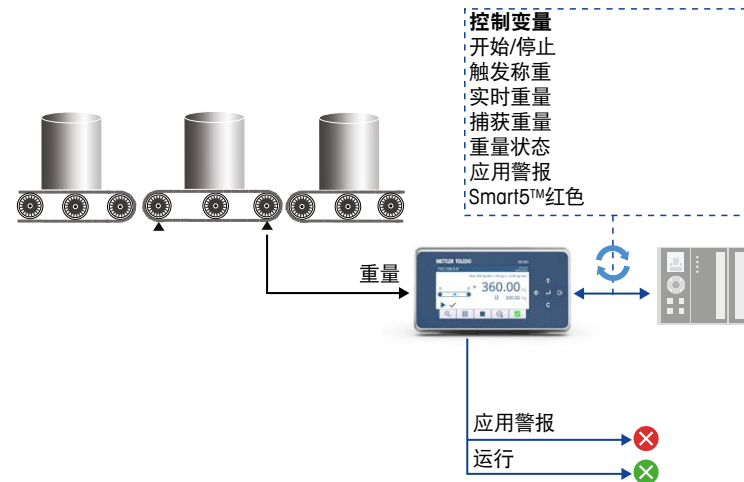 控制变量
开始/停止
触发称重
实时重量
捕获重量
重量状态
应用警报
Smart5™红色
重量
METTLER TOLEDO
360.00
应用警报
运行